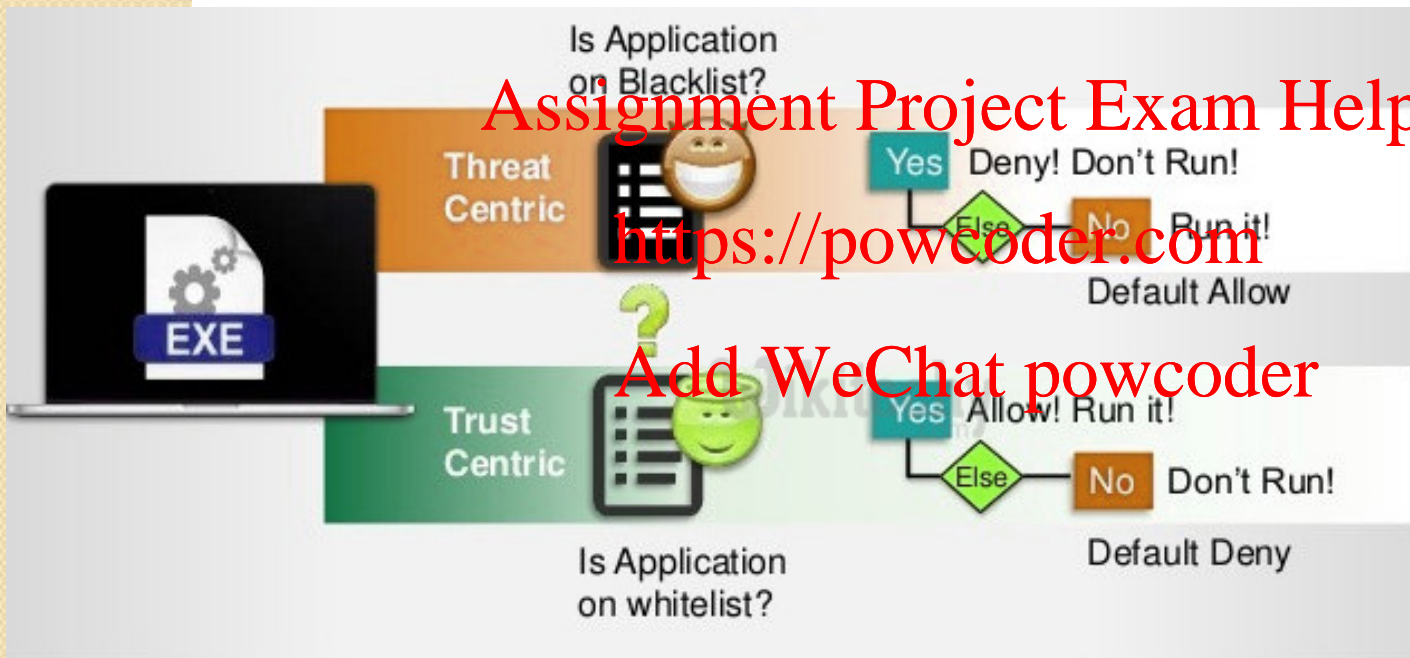 Is Application
on Blacklist?
Assignment Project Exam Help
Threat
Centric
Yes Deny! Don't Run!
Else No Run it!
https://powcoder.com
Default Allow
EXE
?
Add WeChat powcoder
Trust
Centric
Yes Allow! Run it!
Else No Don't Run!
Default Deny
Is Application
on whitelist?